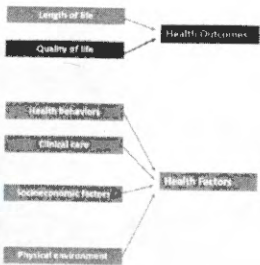 Length of life
Quality of life
Health Outcomes
Health behaviors
Clinical care
Socioeconomic factors
Health Factors
Physical environment